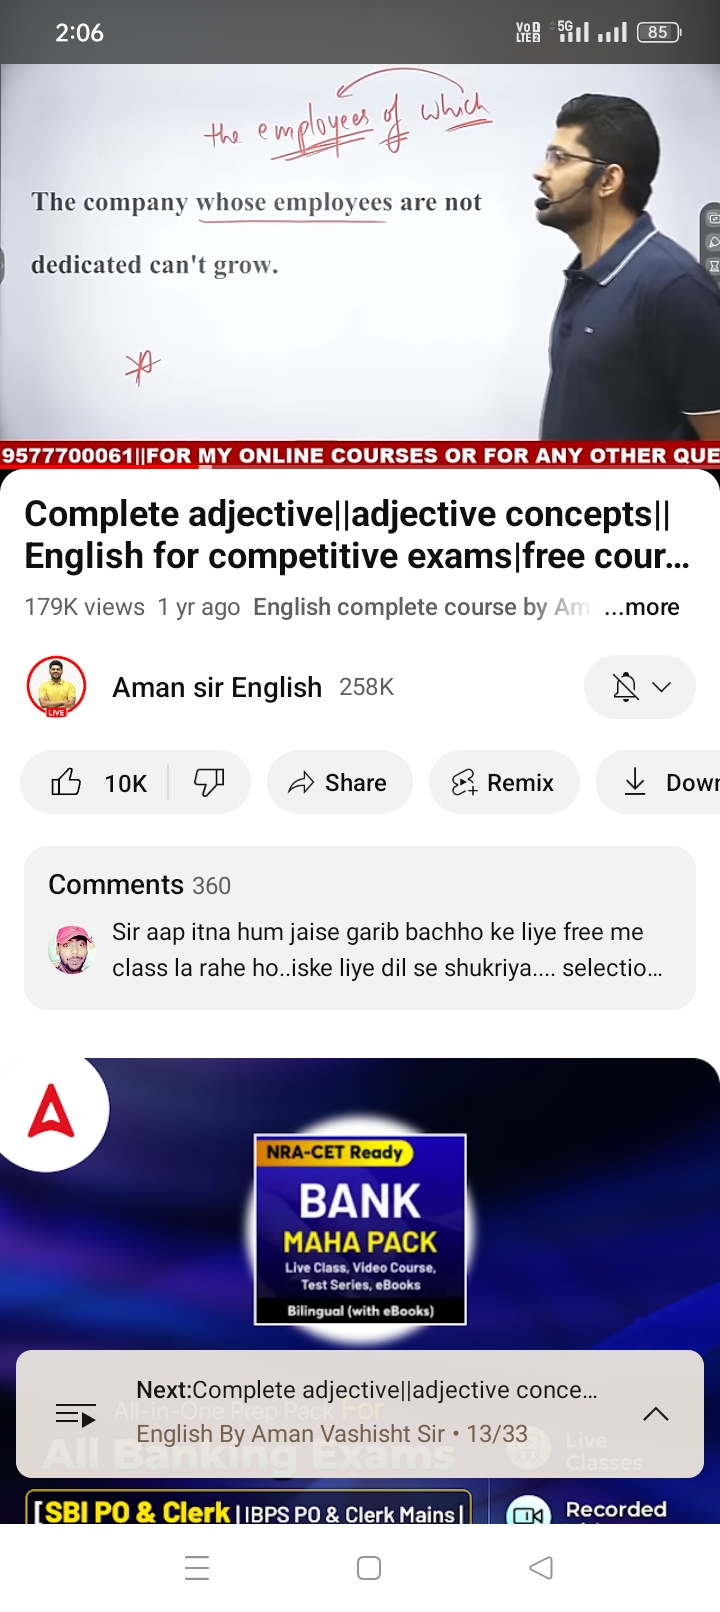 2:06
VoD
LTE2
5G
85
the employees of which
The company whose employees are not
dedicated can't grow.
9577700061||FOR MY ONLINE COURSES OR FOR ANY OTHER QUE
Complete adjective||adjective concepts||
English for competitive exams|free cour...
179K views 1 yr ago English complete course by Am ...more
LIVE
Aman sir English 258K
10K
Share
Remix
Down
Comments 360
Sir aap itna hum jaise garib bachho ke liye free me
class la rahe ho..iske liye dil se shukriya.... selectio...
NRA-CET Ready
BANK
MAHA PACK
Live Class, Video Course,
Test Series, eBooks
Bilingual (with eBooks)
Next:Complete adjective||adjective conce...
All-in-One Prep Pack For
English By Aman Vashisht Sir • 13/33
All Banking Exams
Live
Classes
[SBI PO & Clerk | IBPS PO & Clerk Mains |
Recorded